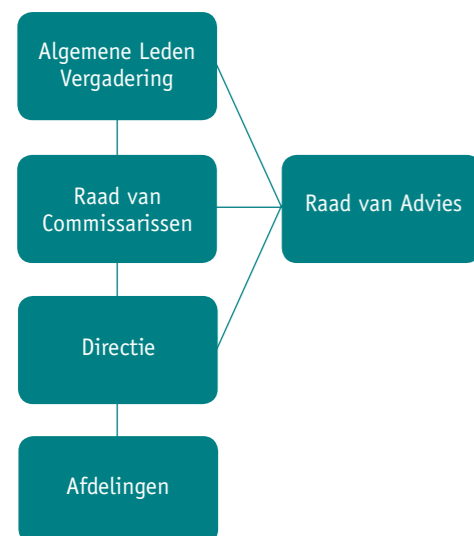 Algemene Leden
Vergadering
Raad van
Commissarissen
Raad van Advies
Directie
Afdelingen